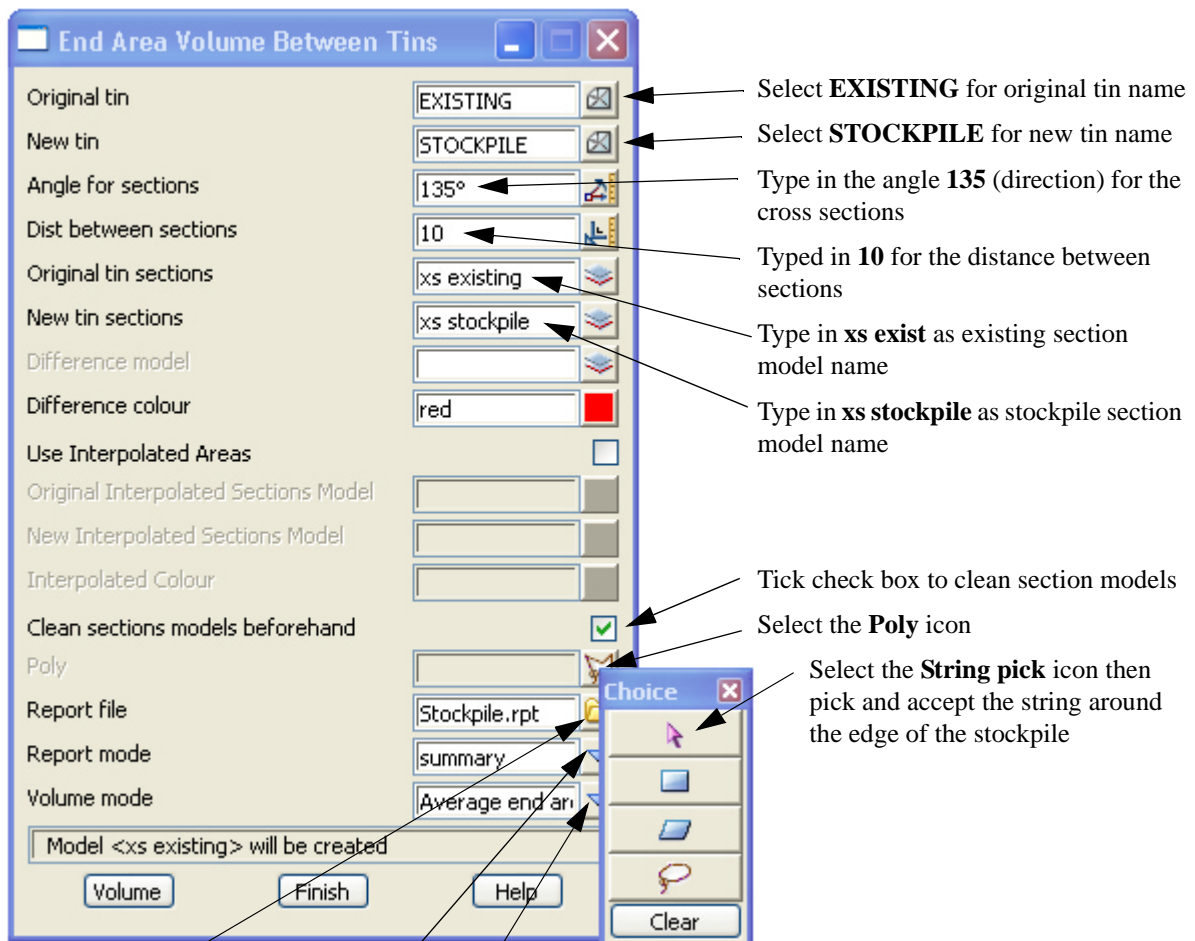 End Area Volume Between Tins
Original tin EXISTING
New tin STOCKPILE
Angle for sections 135°
Dist between sections 10
Original tin sections xs existing
New tin sections xs stockpile
Difference model
Difference colour red
Use Interpolated Areas
Original Interpolated Sections Model
New Interpolated Sections Model
Interpolated Colour
Clean sections models beforehand
Poly
Report file Stockpile.rpt
Report mode summary
Volume mode Average end ar
Model <xs existing> will be created
Volume Finish Help
Choice
Clear
Select EXISTING for original tin name
Select STOCKPILE for new tin name
Type in the angle 135 (direction) for the
cross sections
Typed in 10 for the distance between
sections
Type in xs exist as existing section
model name
Type in xs stockpile as stockpile section
model name
Tick check box to clean section models
Select the Poly icon
Select the String pick icon then
pick and accept the string around
the edge of the stockpile